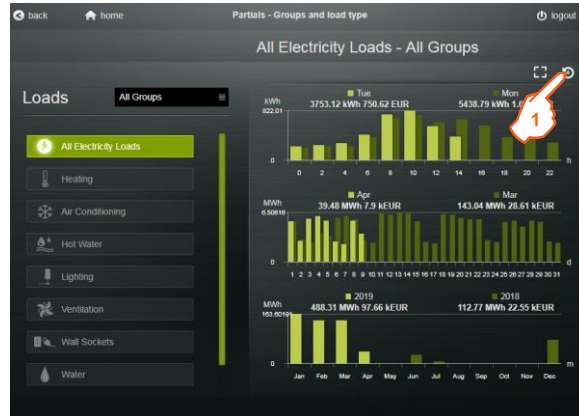 back home Partials - Groups and load type logout
All Electricity Loads - All Groups
Loads All Groups
All Electricity Loads
Heating
Air Conditioning
Hot Water
Lighting
Ventilation
Wall Sockets
Water
kWh Tue Mon
822.01 3753.12 kWh 750.62 EUR 5438.79 kWh
0
0 2 4 6 8 10 12 14 16 18 20 22 h
1
MWh Apr Mar
6.50616 39.48 MWh 7.9 kEUR 143.04 MWh 28.61 kEUR
0
1 2 3 4 5 6 7 8 9 10 11 12 13 14 15 16 17 18 19 20 21 22 23 24 25 26 27 28 29 30 31 d
MWh 2019 2018
488.31 MWh 97.66 kEUR 112.77 MWh 22.55 kEUR
0
Jan Feb Mar Apr May Jun Jul Aug Sep Oct Nov Dec m